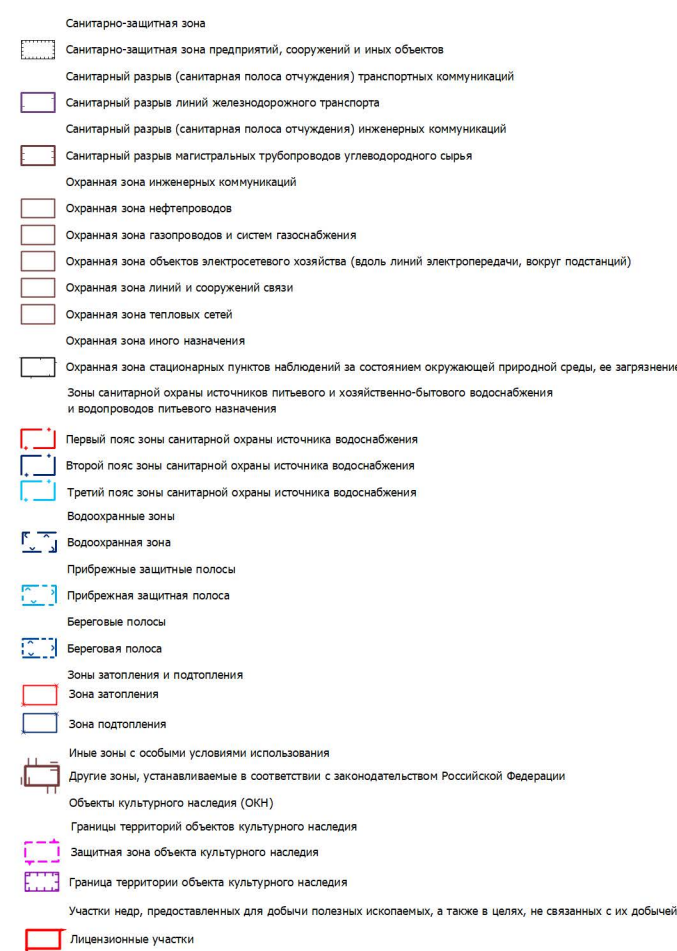 Санитарно-защитная зона
Санитарно-защитная зона предприятий, сооружений и иных объектов
Санитарный разрыв (санитарная полоса отчуждения) транспортных коммуникаций
Санитарный разрыв линий железнодорожного транспорта
Санитарный разрыв (санитарная полоса отчуждения) инженерных коммуникаций
Санитарный разрыв магистральных трубопроводов углеводородного сырья
Охранная зона инженерных коммуникаций
Охранная зона нефтепроводов
Охранная зона газопроводов и систем газоснабжения
Охранная зона объектов электросетевого хозяйства (вдоль линий электропередачи, вокруг подстанций)
Охранная зона линий и сооружений связи
Охранная зона тепловых сетей
Охранная зона иного назначения
Охранная зона стационарных пунктов наблюдений за состоянием окружающей природной среды, ее загрязнение
Зоны санитарной охраны источников питьевого и хозяйственно-бытового водоснабжения
и водопроводов питьевого назначения
Первый пояс зоны санитарной охраны источника водоснабжения
Второй пояс зоны санитарной охраны источника водоснабжения
Третий пояс зоны санитарной охраны источника водоснабжения
Водоохранные зоны
Водоохранная зона
Прибрежные защитные полосы
Прибрежная защитная полоса
Береговые полосы
Береговая полоса
Зоны затопления и подтопления
Зона затопления
Зона подтопления
Иные зоны с особыми условиями использования
Другие зоны, устанавливаемые в соответствии с законодательством Российской Федерации
Объекты культурного наследия (ОКН)
Границы территорий объектов культурного наследия
Защитная зона объекта культурного наследия
Граница территории объекта культурного наследия
Участки недр, предоставленных для добычи полезных ископаемых, а также в целях, не связанных с их добычей
Лицензионные участки